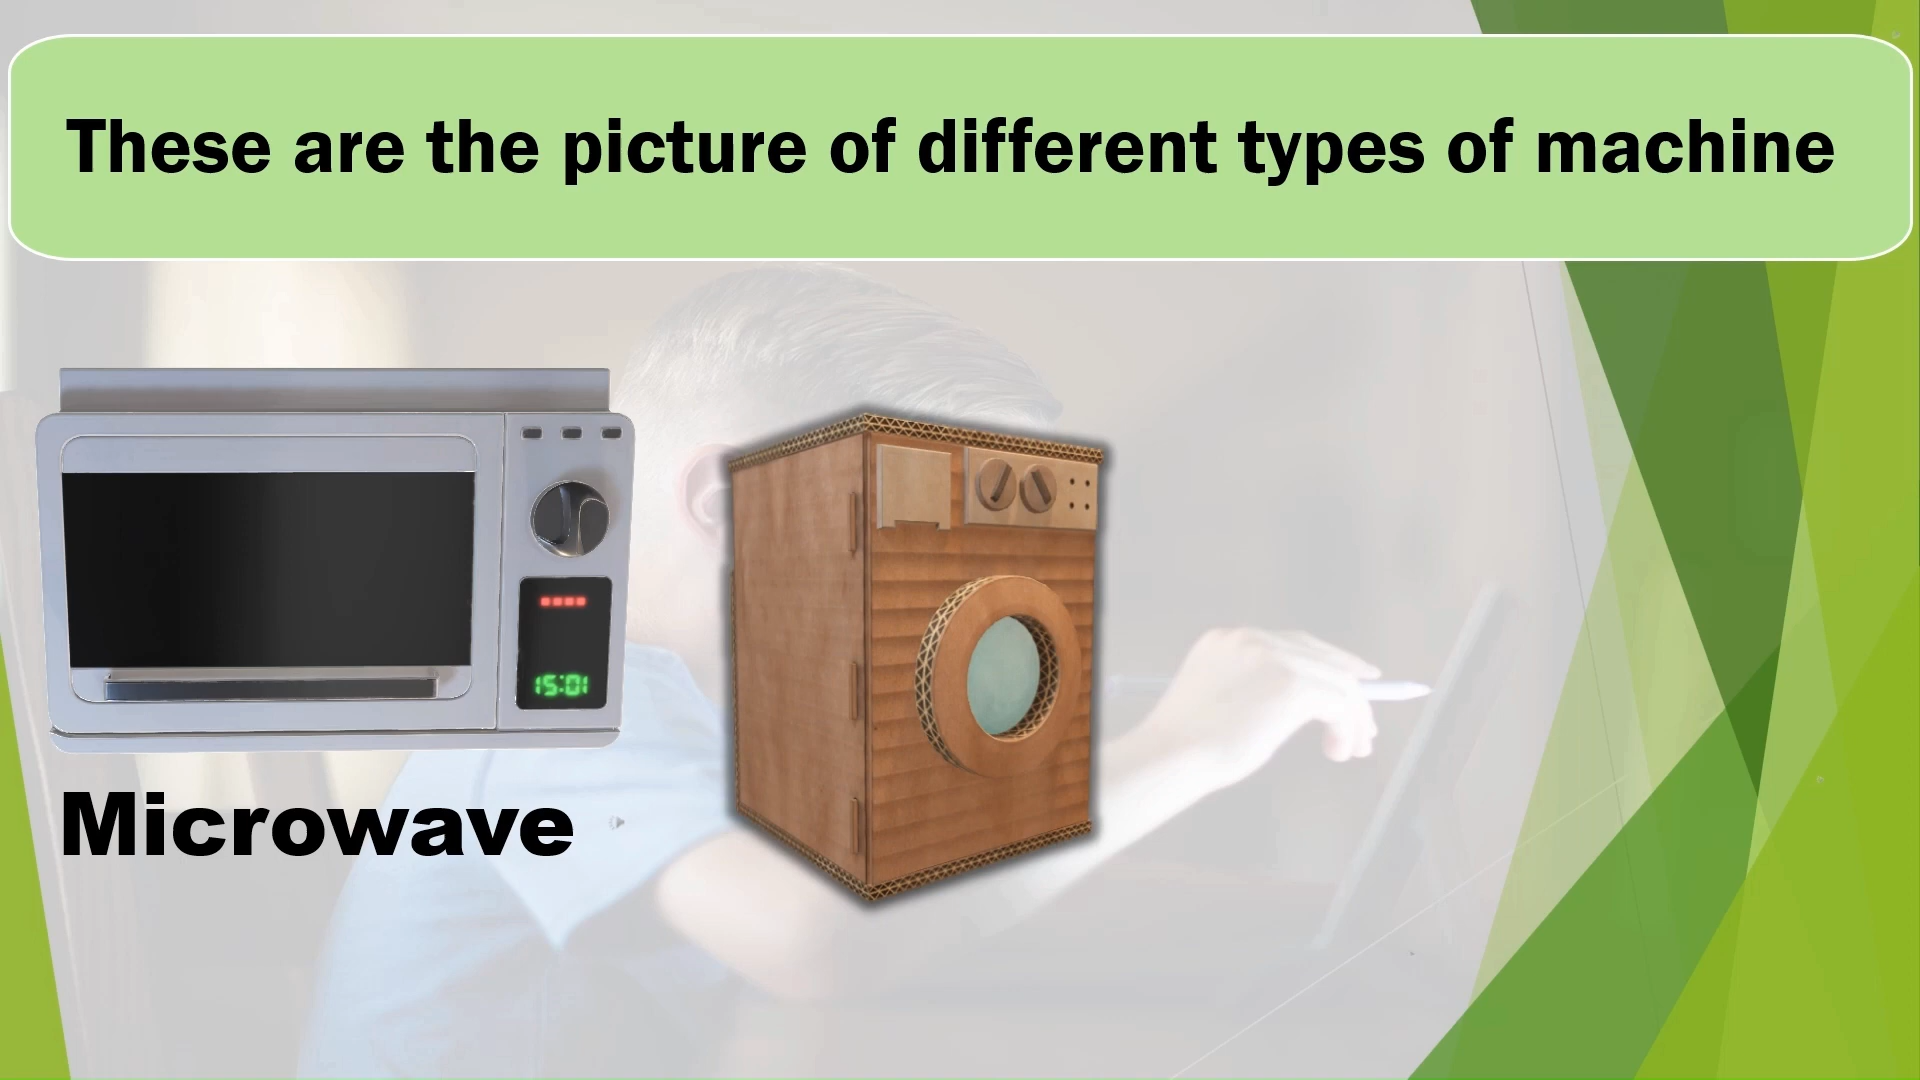 These are the picture of different types of machine
15:01
Microwave